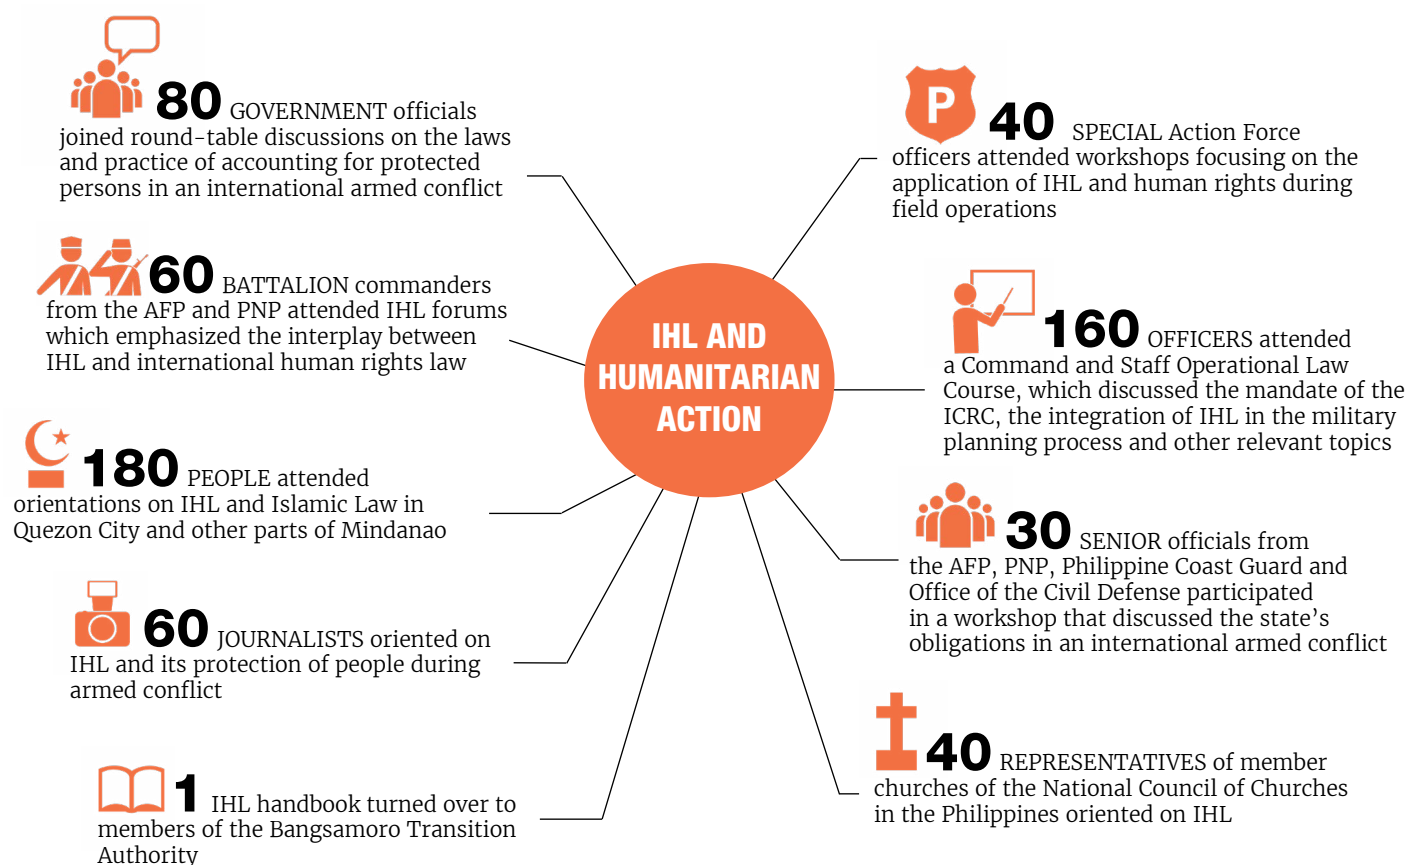 80 GOVERNMENT officials
joined round-table discussions on the laws
and practice of accounting for protected
persons in an international armed conflict
60 BATTALION commanders
from the AFP and PNP attended IHL forums
which emphasized the interplay between
IHL and international human rights law
180 PEOPLE attended
orientations on IHL and Islamic Law in
Quezon City and other parts of Mindanao
60 JOURNALISTS oriented on
IHL and its protection of people during
armed conflict
1 IHL handbook turned over to
members of the Bangsamoro Transition
Authority
IHL AND
HUMANITARIAN
ACTION
P
40 SPECIAL Action Force
officers attended workshops focusing on the
application of IHL and human rights during
field operations
160 OFFICERS attended
a Command and Staff Operational Law
Course, which discussed the mandate of the
ICRC, the integration of IHL in the military
planning process and other relevant topics
30 SENIOR officials from
the AFP, PNP, Philippine Coast Guard and
Office of the Civil Defense participated
in a workshop that discussed the state’s
obligations in an international armed conflict
40 REPRESENTATIVES of member
churches of the National Council of Churches
in the Philippines oriented on IHL